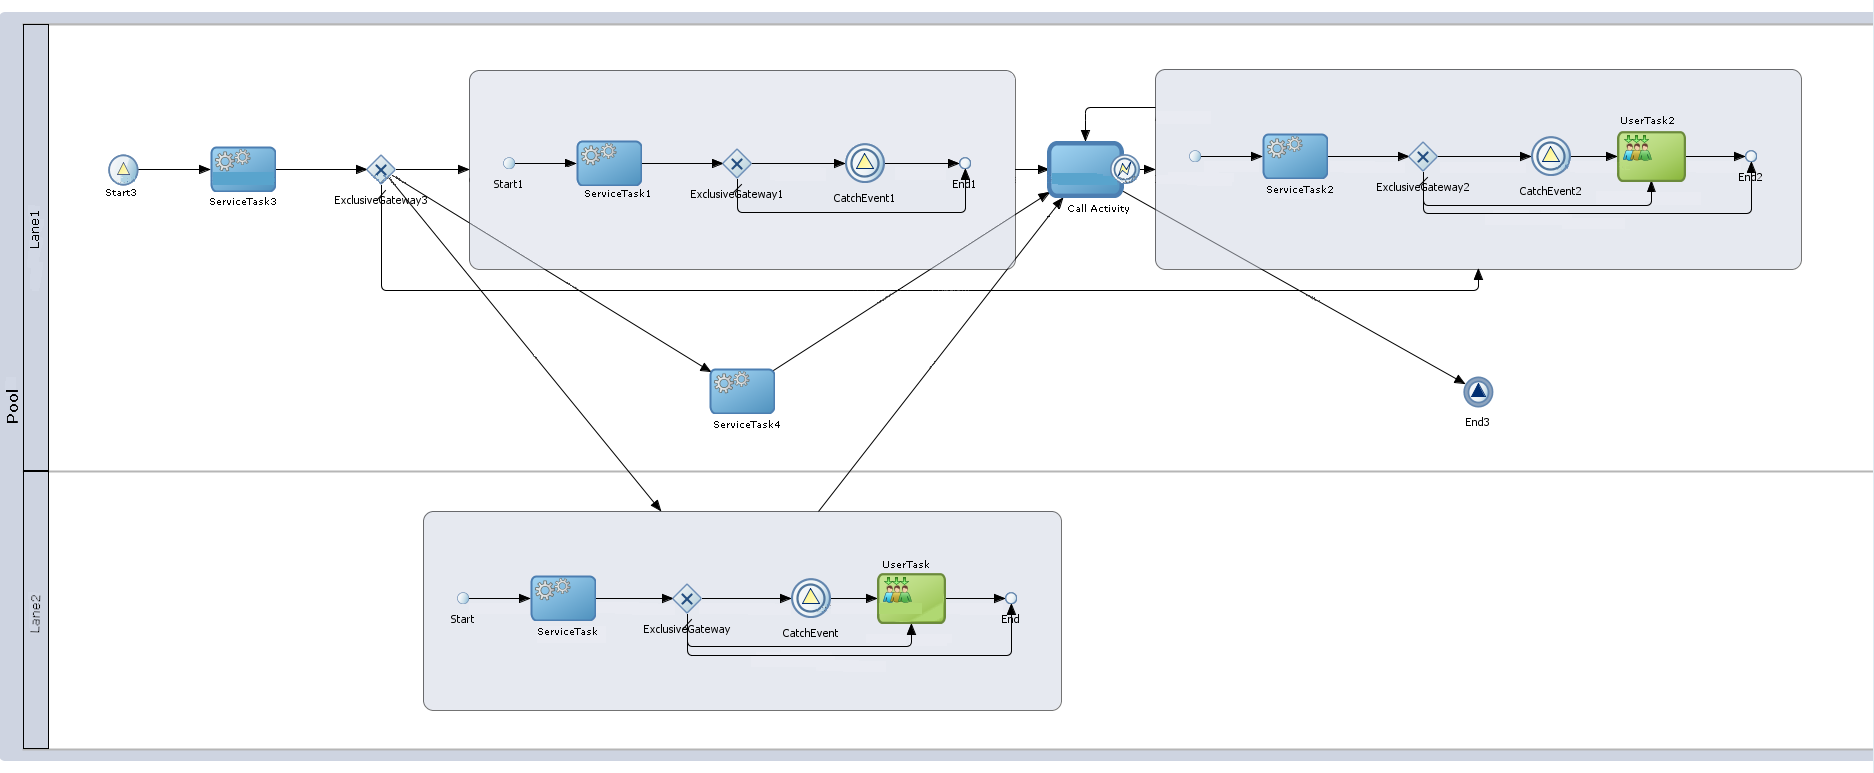 Pool
Lane1
Start3
ServiceTask3
ExclusiveGateway3
Start1
ServiceTask1
ExclusiveGateway1
CatchEvent1
End1
Call Activity
ServiceTask2
ExclusiveGateway2
CatchEvent2
UserTask2
End2
ServiceTask4
End3
Lane2
Start
ServiceTask
ExclusiveGateway
CatchEvent
UserTask
End